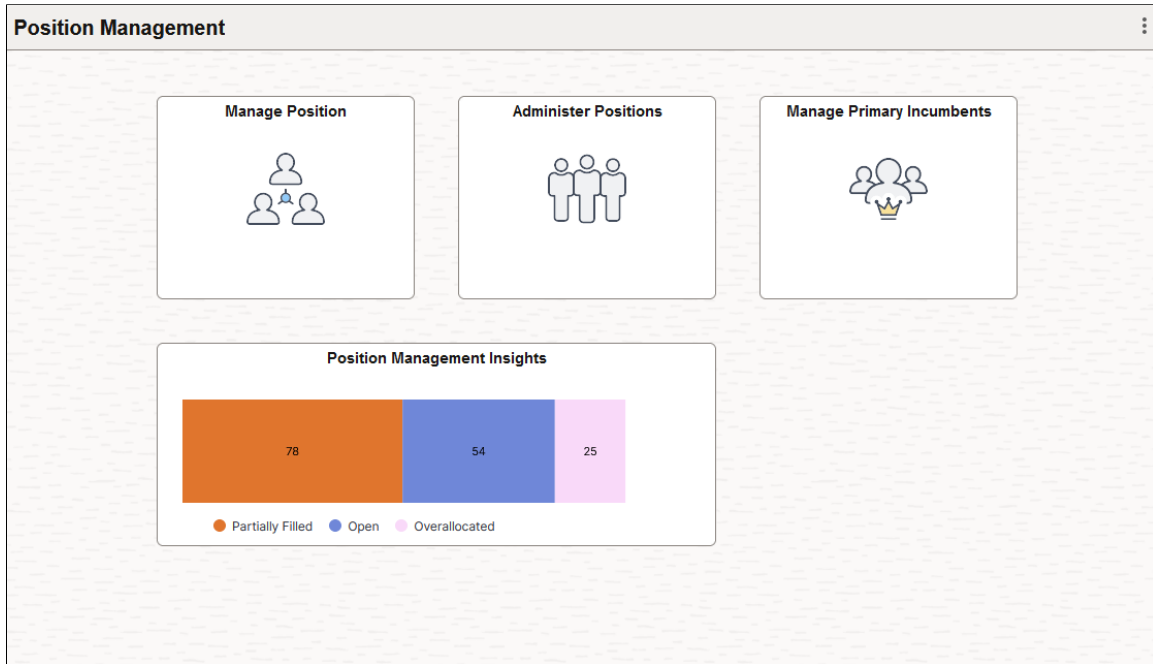 Position Management
Manage Position
Administer Positions
Manage Primary Incumbents
Position Management Insights
78
54
25
Partially Filled
Open
Overallocated